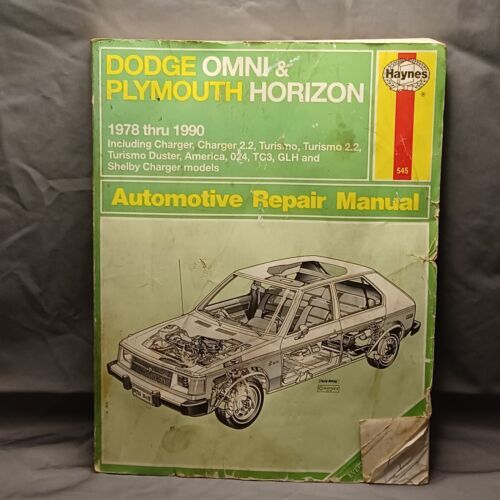 DODGE OMNI &
PLYMOUTH HORIZON
Haynes
®
1978 thru 1990
Including Charger, Charger 2.2, Turismo, Turismo 2.2,
Turismo Duster, America, 024, TC3, GLH and
Shelby Charger models
545
Automotive Repair Manual